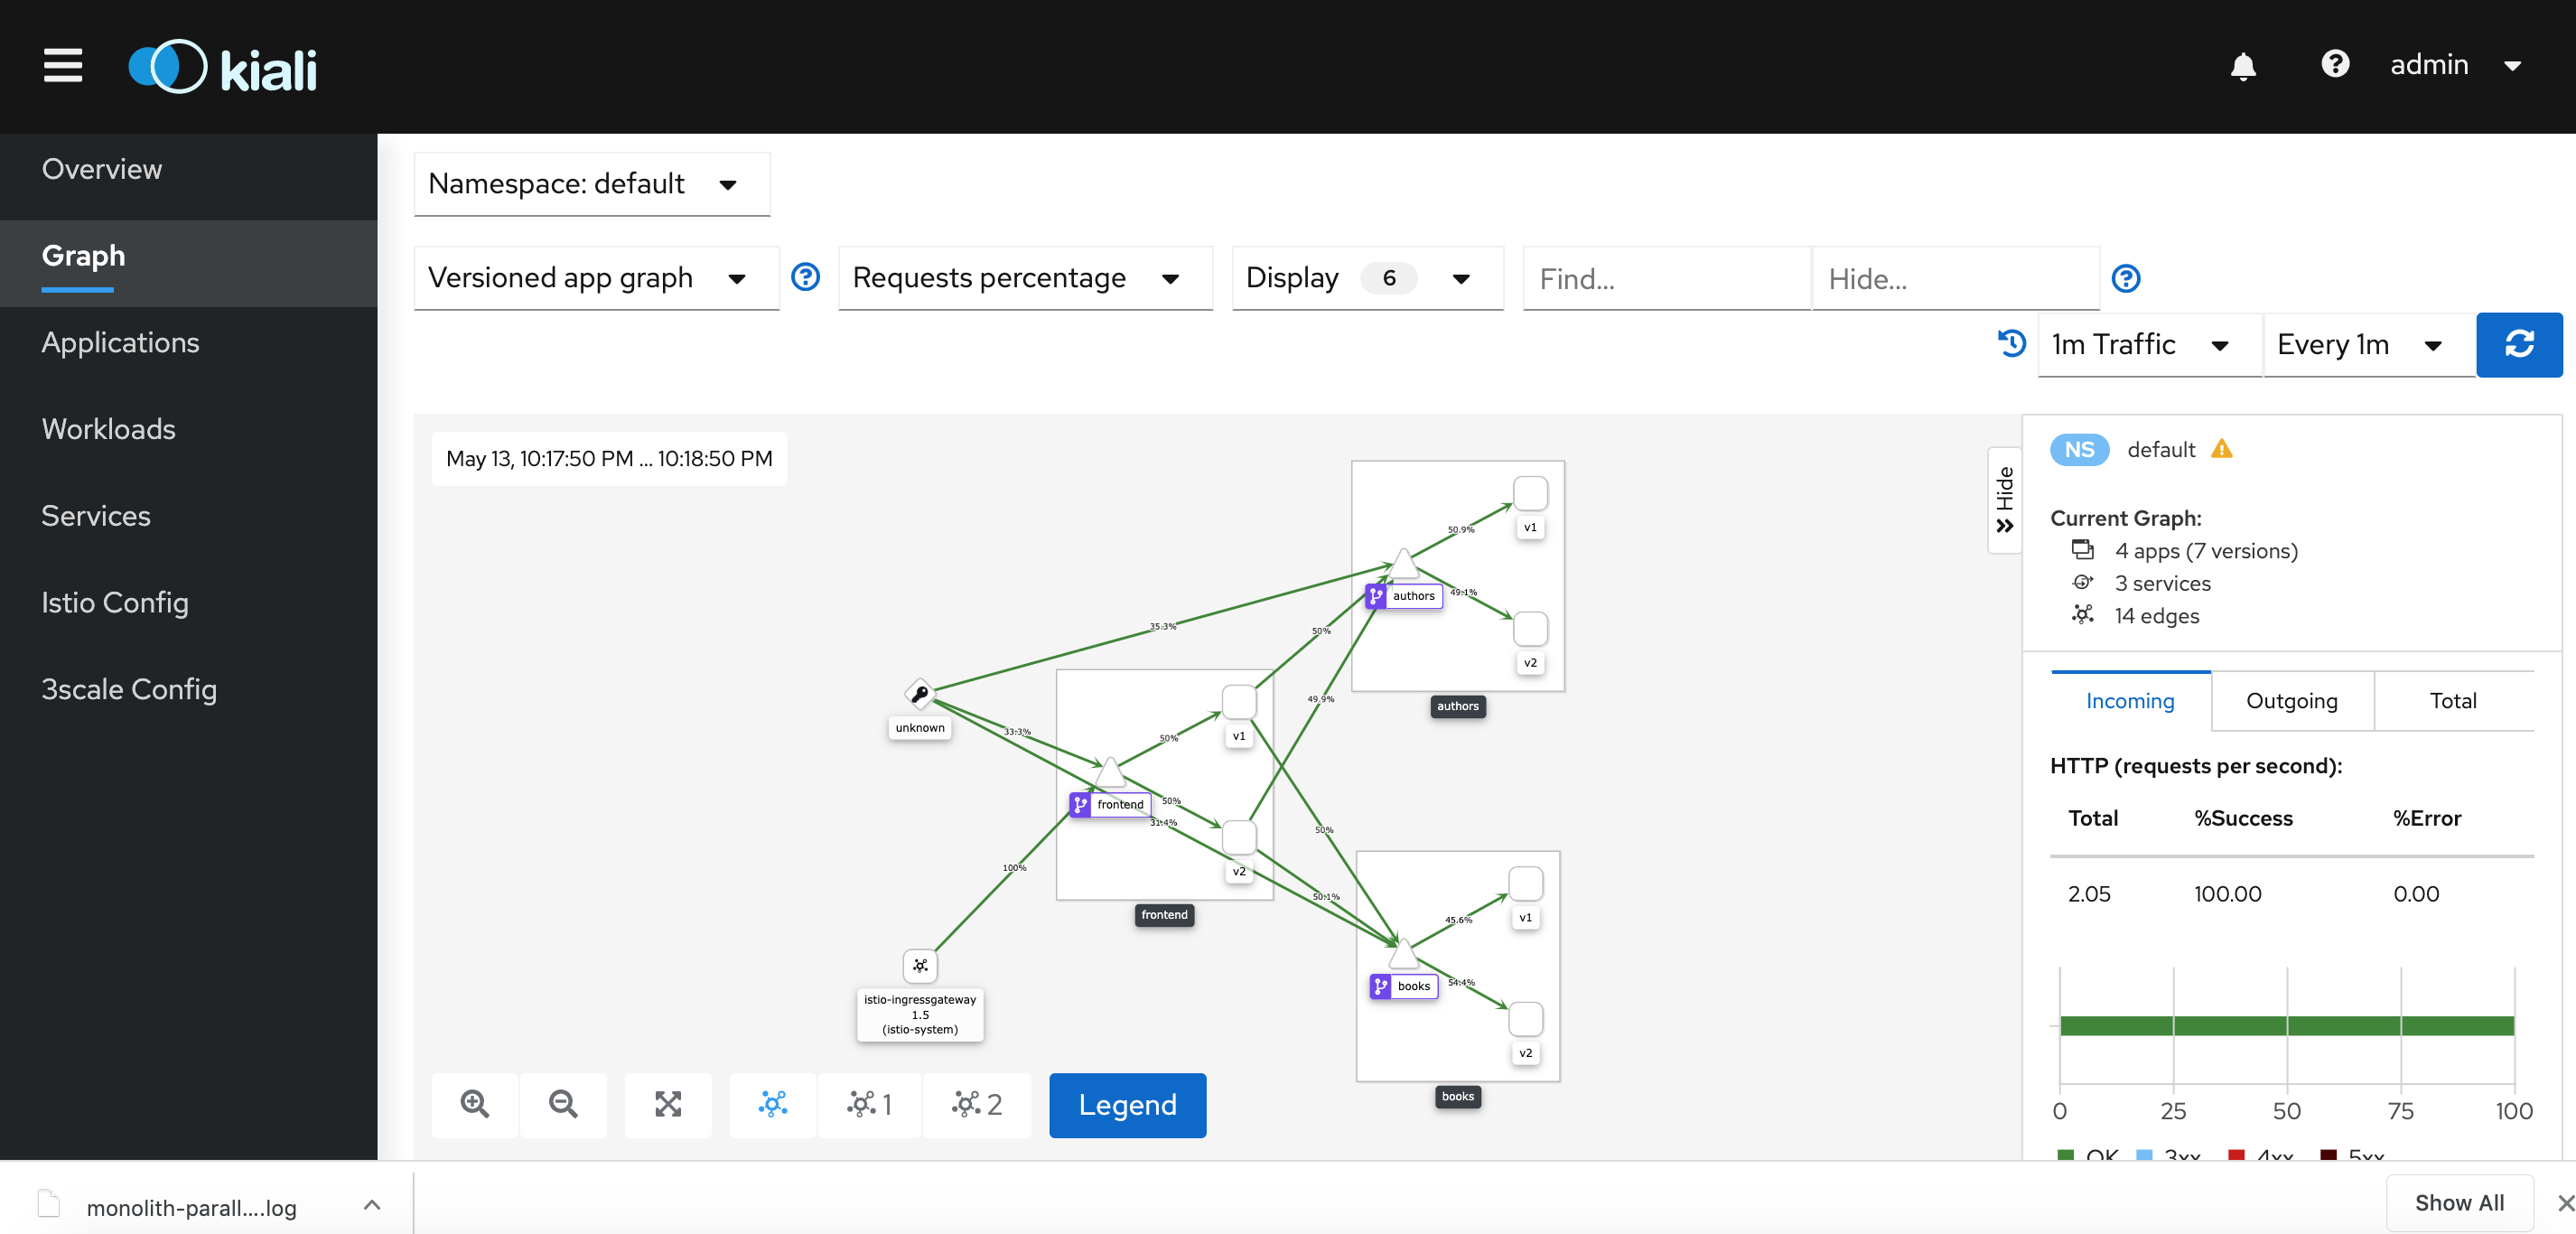 kiali
admin
Overview
Graph
Applications
Workloads
Services
Istio Config
3scale Config
Namespace: default
Versioned app graph
Requests percentage
Display 6
Find...
Hide...
1m Traffic
Every 1m
May 13, 10:17:50 PM ... 10:18:50 PM
Hide
50.9%
v1
authors
49.1%
v2
authors
35.3%
50%
49.9%
unknown
33.3%
50%
v1
frontend
50%
31.4%
v2
frontend
100%
50%
50.1%
istio-ingressgateway
1.5
(istio-system)
45.6%
v1
books
54.4%
v2
books
1
2
Legend
NS default
Current Graph:
4 apps (7 versions)
3 services
14 edges
Incoming
Outgoing
Total
HTTP (requests per second):
Total %Success %Error
2.05 100.00 0.00
0 25 50 75 100
OK 3xx 4xx 5xx
monolith-parall....log
Show All